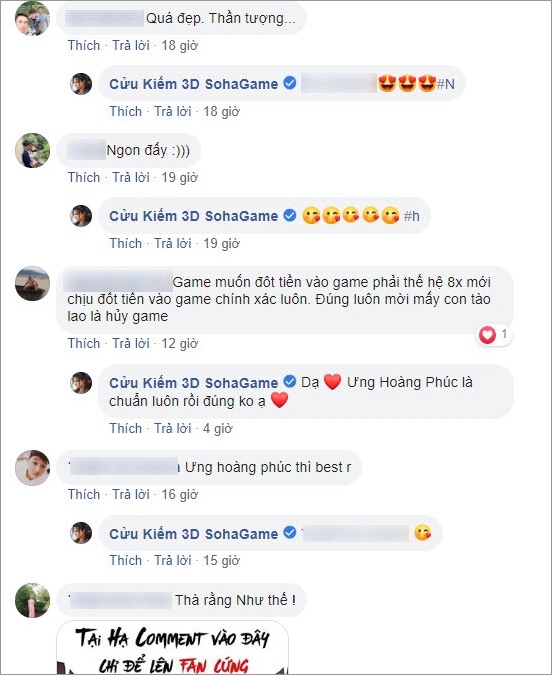 Quá đẹp. Thần tượng...
Thích · Trả lời · 18 giờ
Cửu Kiếm 3D SohaGame #N
Thích · Trả lời · 18 giờ
Ngon đấy :)))
Thích · Trả lời · 19 giờ
Cửu Kiếm 3D SohaGame 😘😘😘😘😘 #h
Thích · Trả lời · 19 giờ
Game muốn đốt tiền vào game phải thế hệ 8x mới
chịu đốt tiền vào game chính xác luôn. Đúng luôn mời mấy con tào
lao là hủy game
1
Thích · Trả lời · 12 giờ
Cửu Kiếm 3D SohaGame Dạ ❤️ Ưng Hoàng Phúc là
chuẩn luôn rồi đúng ko ạ ❤️
Thích · Trả lời · 4 giờ
Ưng hoàng phúc thì best r
Thích · Trả lời · 16 giờ
Cửu Kiếm 3D SohaGame 😘
Thích · Trả lời · 15 giờ
Thà rằng Như thế !
TẠI HẠ COMMENT VÀO ĐÂY
CHỈ ĐỂ LÊN FAN CỨNG